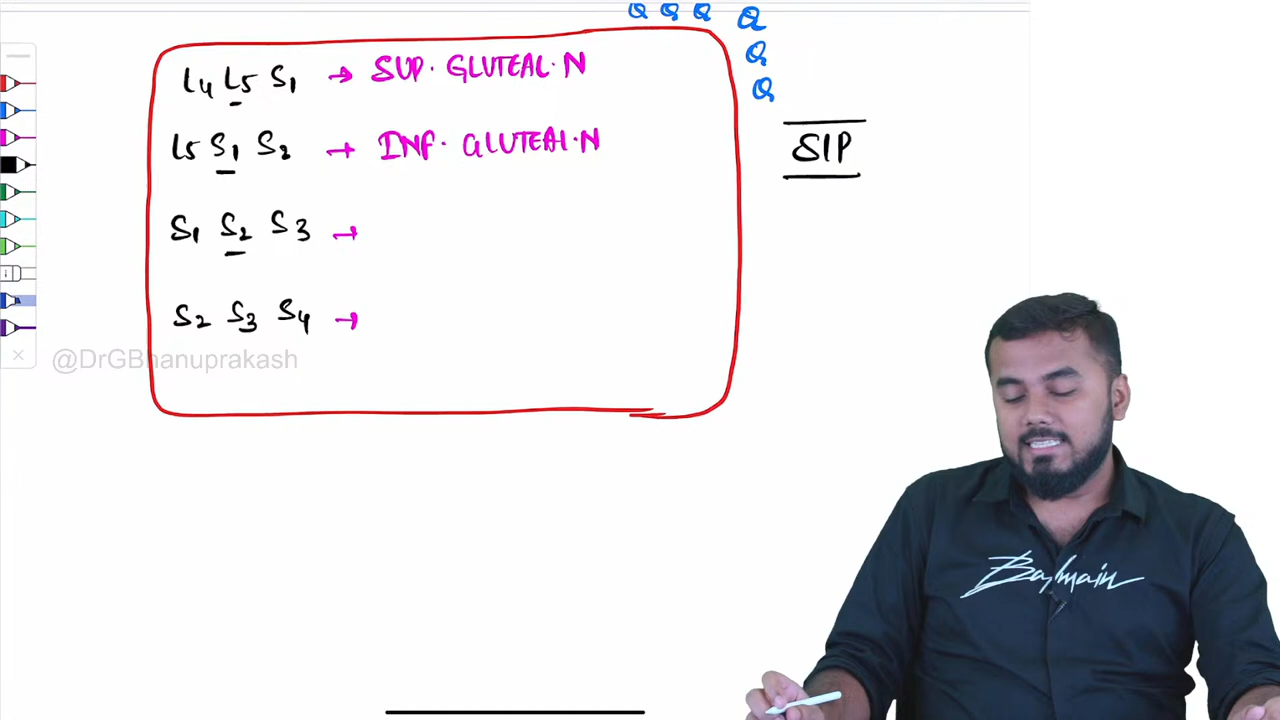 Q Q Q Q
Q
Q
L4 L5 S1 → SUP. GLUTEAL. N
L5 S1 S2 → INF. GLUTEAL. N
SIP
S1 S2 S3 →
S2 S3 S4 →
@DrGBhanuprakash
Balmain